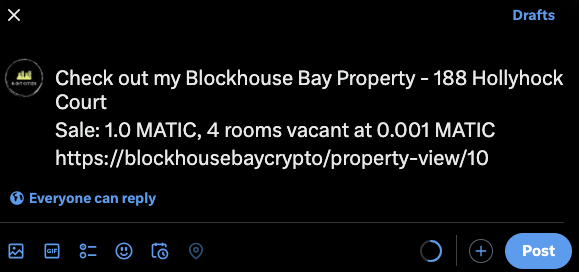 Drafts
Check out my Blockhouse Bay Property - 188 Hollyhock
Court
Sale: 1.0 MATIC, 4 rooms vacant at 0.001 MATIC
https://blockhousebaycrypto/property-view/10
Everyone can reply
GIF
Post